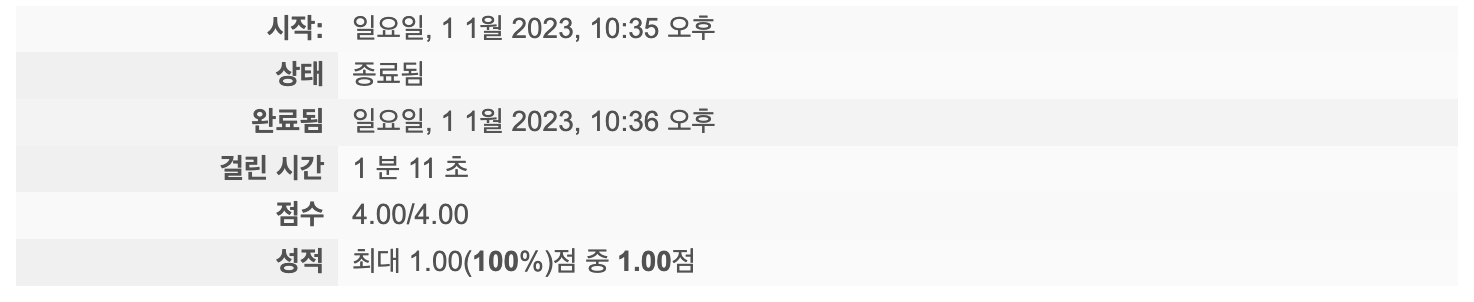 시작: 일요일, 1 1월 2023, 10:35 오후
상태 종료됨
완료됨 일요일, 1 1월 2023, 10:36 오후
걸린 시간 1 분 11 초
점수 4.00/4.00
성적 최대 1.00(100%)점 중 1.00점